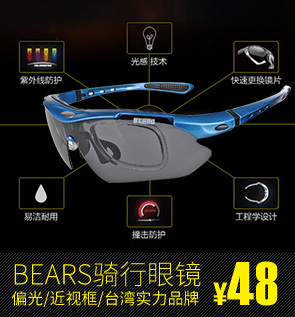 光感 技术
紫外线防护
快速更换镜片
易洁耐用
撞击防护
工程学设计
BEARS骑行眼镜
偏光/近视框/台湾实力品牌
¥48